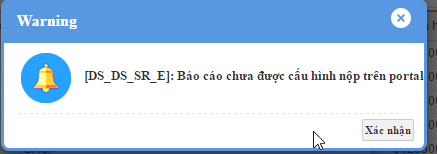 Warning
[DS_DS_SR_E]: Báo cáo chưa được cấu hình nộp trên portal
Xác nhận